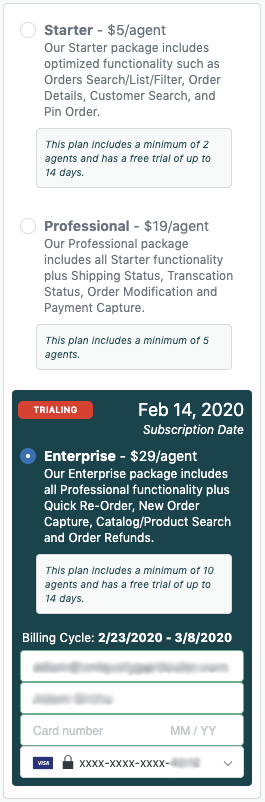 Starter - $5/agent
Our Starter package includes
optimized functionality such as
Orders Search/List/Filter, Order
Details, Customer Search, and
Pin Order.
This plan includes a minimum of 2
agents and has a free trial of up to
14 days.
Professional - $19/agent
Our Professional package
includes all Starter functionality
plus Shipping Status, Transcation
Status, Order Modification and
Payment Capture.
This plan includes a minimum of 5
agents.
TRIALING
Feb 14, 2020
Subscription Date
Enterprise - $29/agent
Our Enterprise package includes
all Professional functionality plus
Quick Re-Order, New Order
Capture, Catalog/Product Search
and Order Refunds.
This plan includes a minimum of 10
agents and has a free trial of up to
14 days.
Billing Cycle: 2/23/2020 - 3/8/2020
Card number MM / YY
VISA xxxx-xxxx-xxxx-